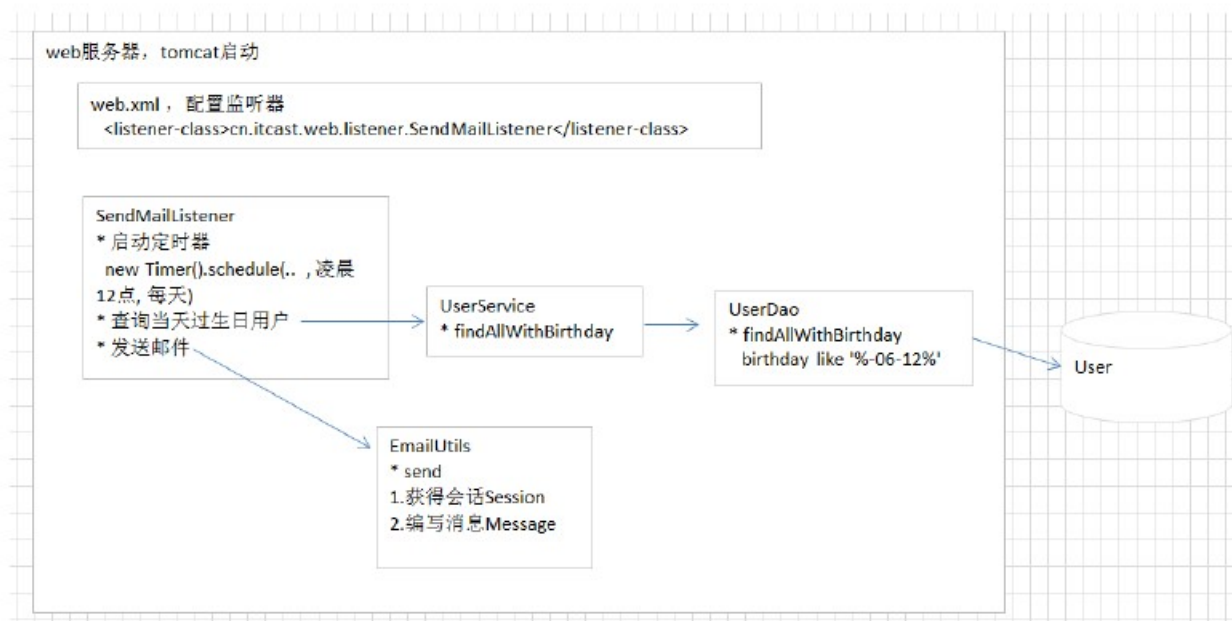 web服务器，tomcat启动
web.xml ， 配置监听器
<listener-class>cn.itcast.web.listener.SendMailListener</listener-class>
SendMailListener
* 启动定时器
new Timer().schedule(.. , 凌晨
12点, 每天)
* 查询当天过生日用户
* 发送邮件
UserService
* findAllWithBirthday
UserDao
* findAllWithBirthday
birthday like '%-06-12%'
User
EmailUtils
* send
1.获得会话Session
2.编写消息Message